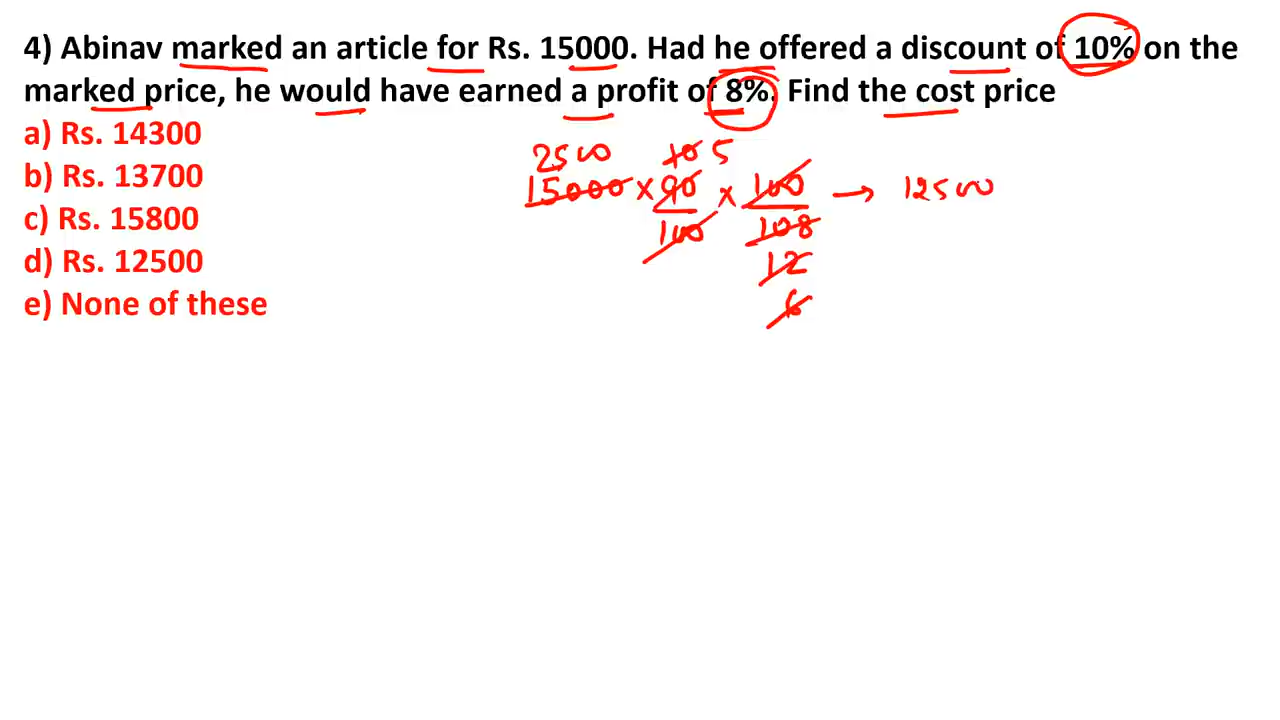 4) Abinav marked an article for Rs. 15000. Had he offered a discount of 10% on the
marked price, he would have earned a profit of 8%. Find the cost price
a) Rs. 14300
b) Rs. 13700
c) Rs. 15800
d) Rs. 12500
e) None of these
2500 10 5
15000 × 90 × 100 → 12500
100 108
12
6